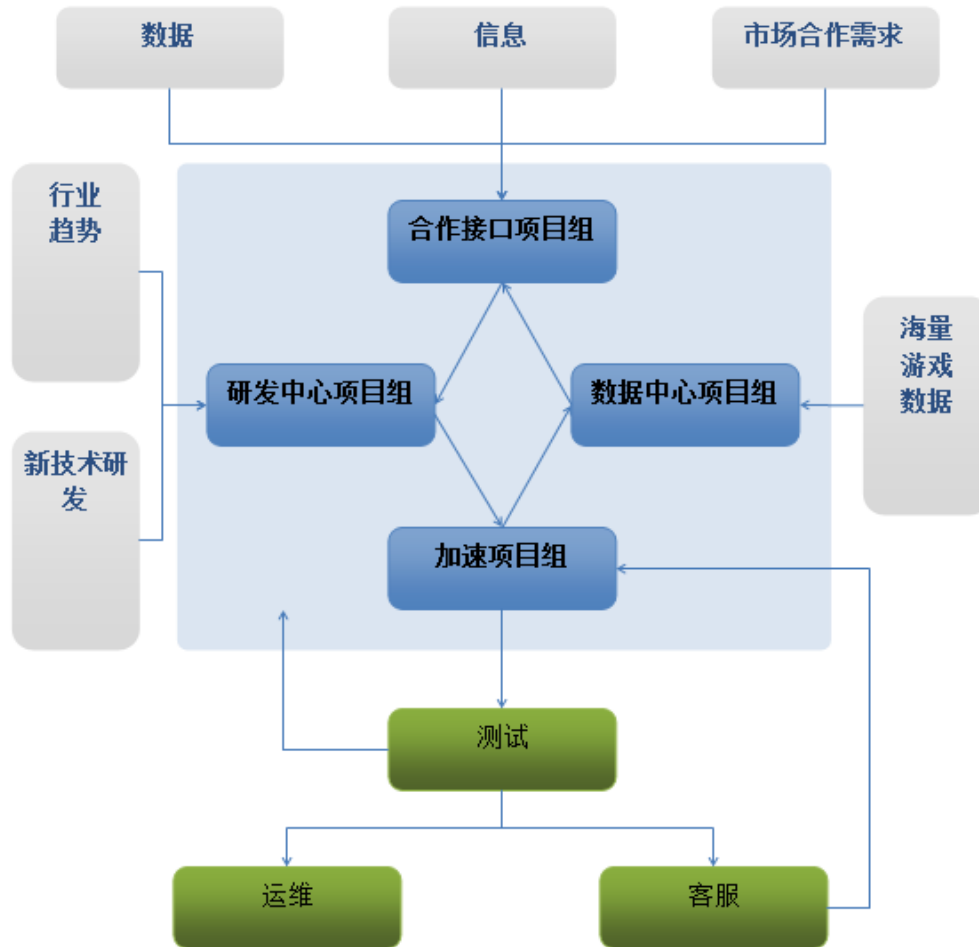 数据
信息
市场合作需求
行业
趋势
合作接口项目组
海量
游戏
数据
研发中心项目组
数据中心项目组
新技术研
发
加速项目组
测试
运维
客服